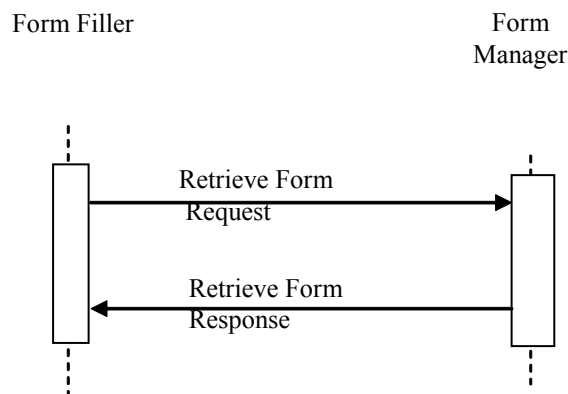 Form Filler
Form
Manager
Retrieve Form
Request
Retrieve Form
Response